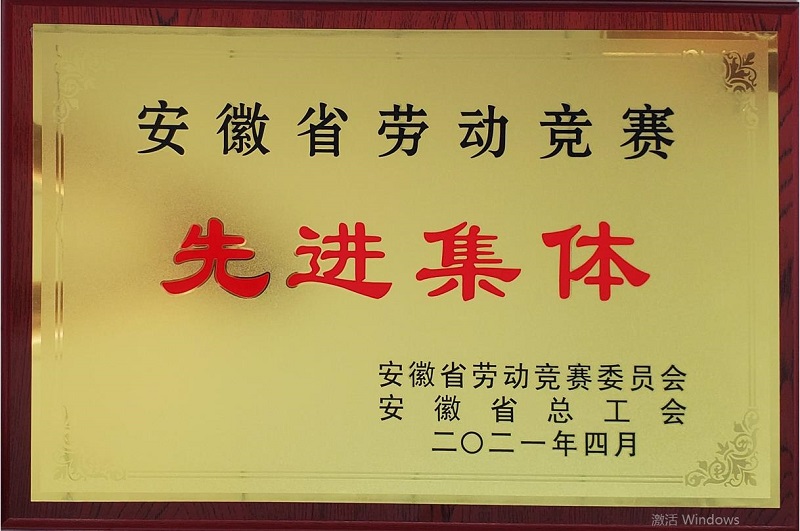 安徽省劳动竞赛
先进集体
安徽省劳动竞赛委员会
安徽省总工会
二〇二一年四月
激活 Windows